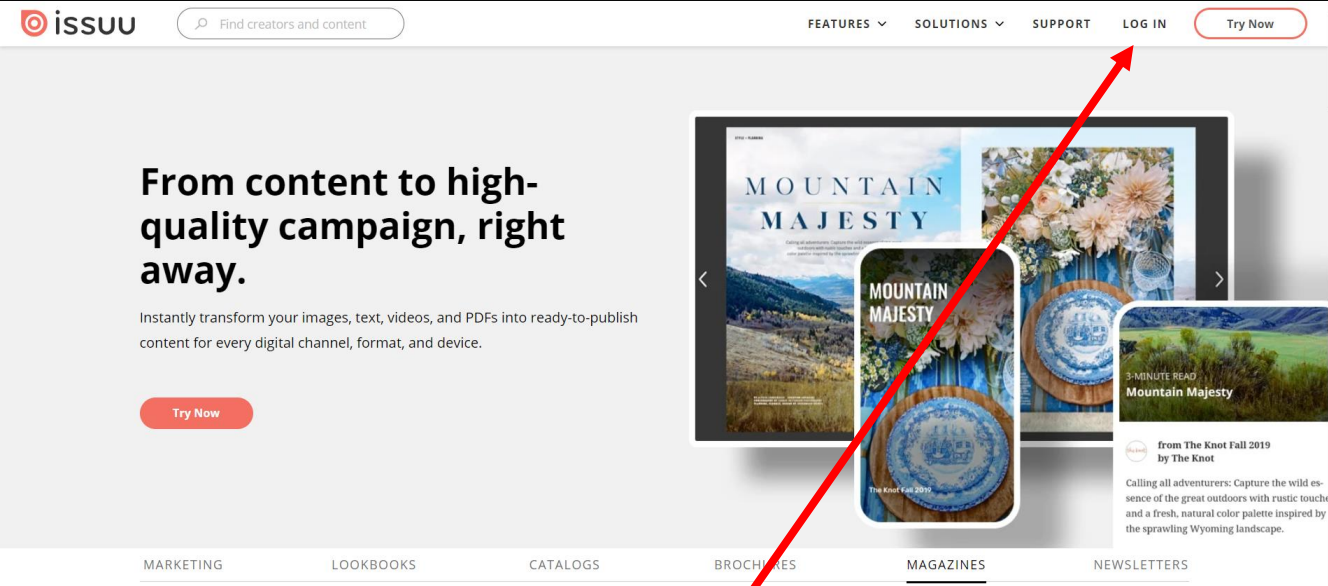 issuu
Find creators and content
FEATURES
SOLUTIONS
SUPPORT
LOG IN
Try Now
From content to high-
quality campaign, right
away.
Instantly transform your images, text, videos, and PDFs into ready-to-publish
content for every digital channel, format, and device.
Try Now
STYLE + PLANNING
MOUNTAIN
MAJESTY
MOUNTAIN
MAJESTY
The Knot Fall 2019
3-MINUTE READ
Mountain Majesty
from The Knot Fall 2019
by The Knot
Calling all adventurers: Capture the wild es-
sence of the great outdoors with rustic touche
and a fresh, natural color palette inspired by
the sprawling Wyoming landscape.
MARKETING
LOOKBOOKS
CATALOGS
BROCHURES
MAGAZINES
NEWSLETTERS